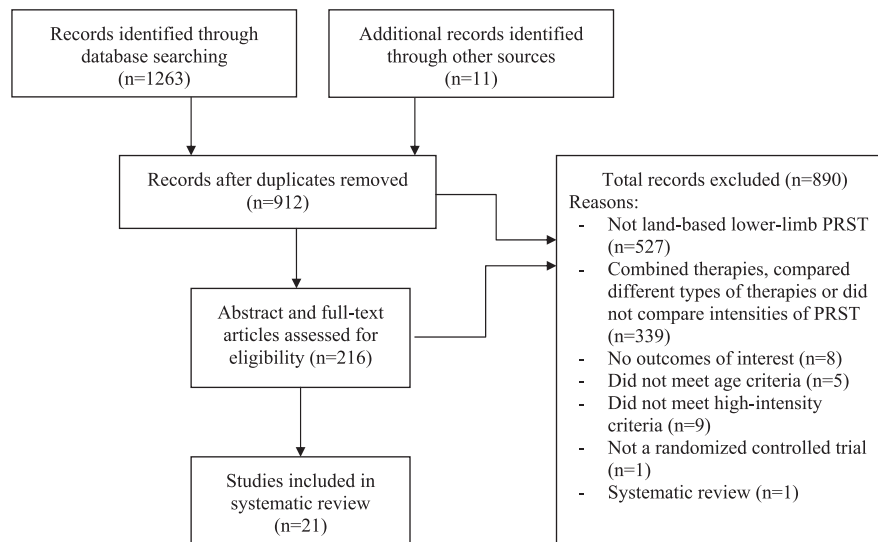 Records identified through
database searching
(n=1263)
Additional records identified
through other sources
(n=11)
Records after duplicates removed
(n=912)
Abstract and full-text
articles assessed for
eligibility (n=216)
Studies included in
systematic review
(n=21)
Total records excluded (n=890)
Reasons:
- Not land-based lower-limb PRST
(n=527)
- Combined therapies, compared
different types of therapies or did
not compare intensities of PRST
(n=339)
- No outcomes of interest (n=8)
- Did not meet age criteria (n=5)
- Did not meet high-intensity
criteria (n=9)
- Not a randomized controlled trial
(n=1)
- Systematic review (n=1)